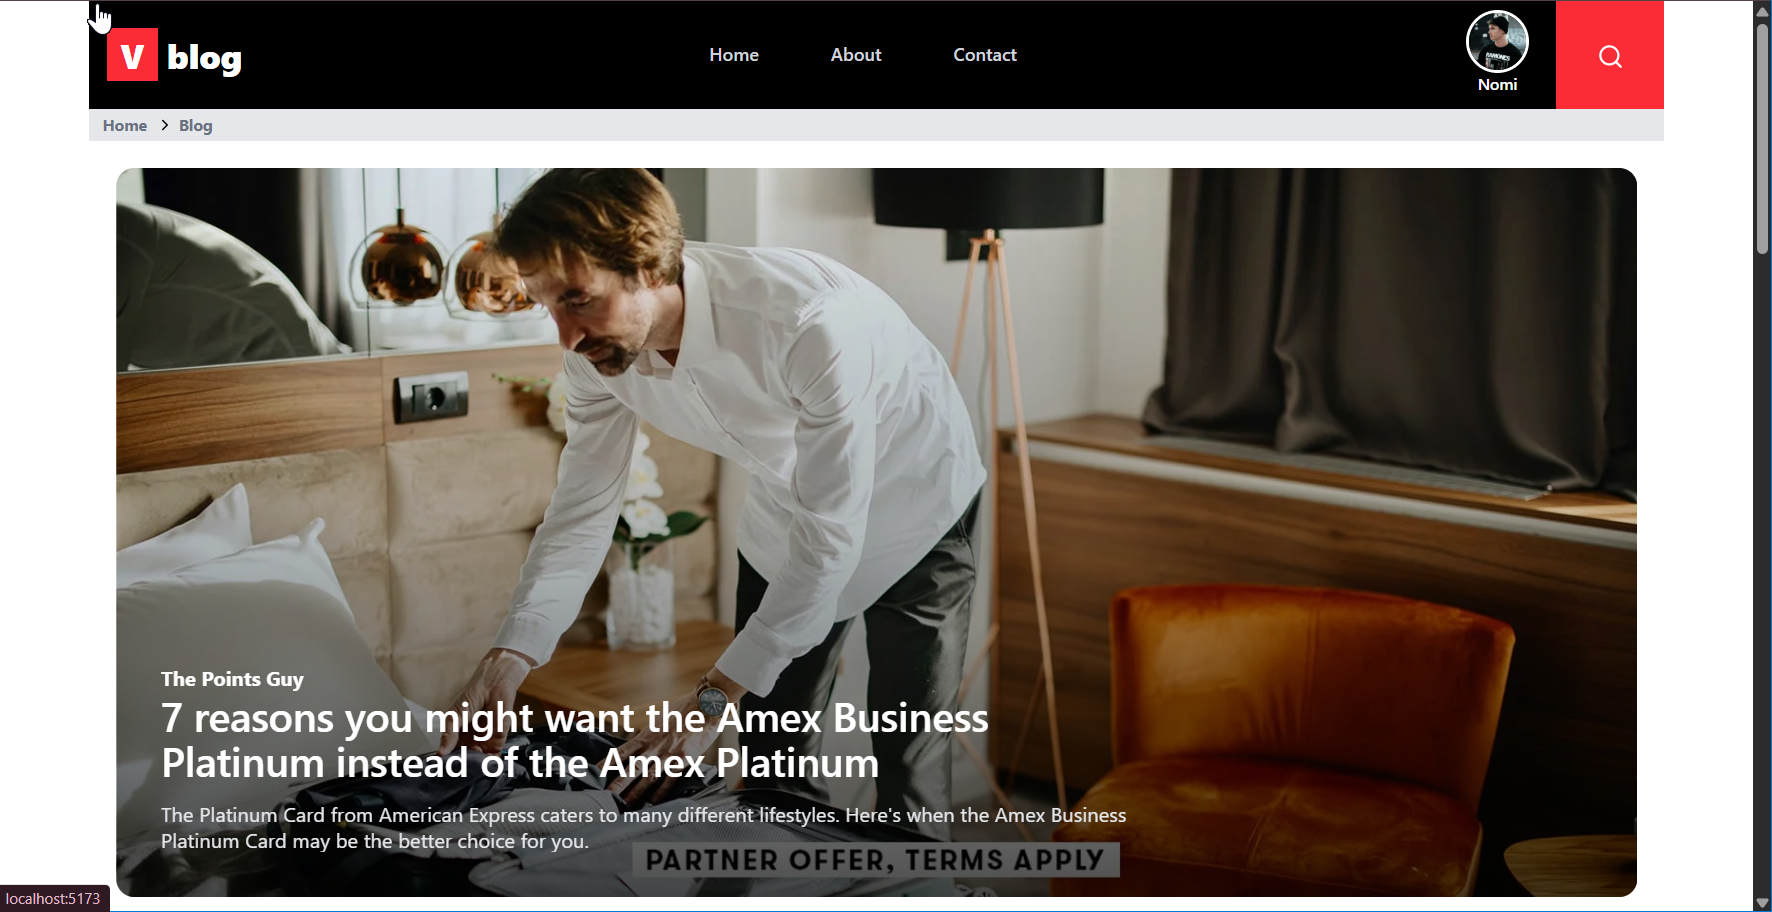 V blog
Home
About
Contact
Nomi
Home > Blog
The Points Guy
7 reasons you might want the Amex Business
Platinum instead of the Amex Platinum
The Platinum Card from American Express caters to many different lifestyles. Here's when the Amex Business
Platinum Card may be the better choice for you.
PARTNER OFFER, TERMS APPLY
localhost:5173